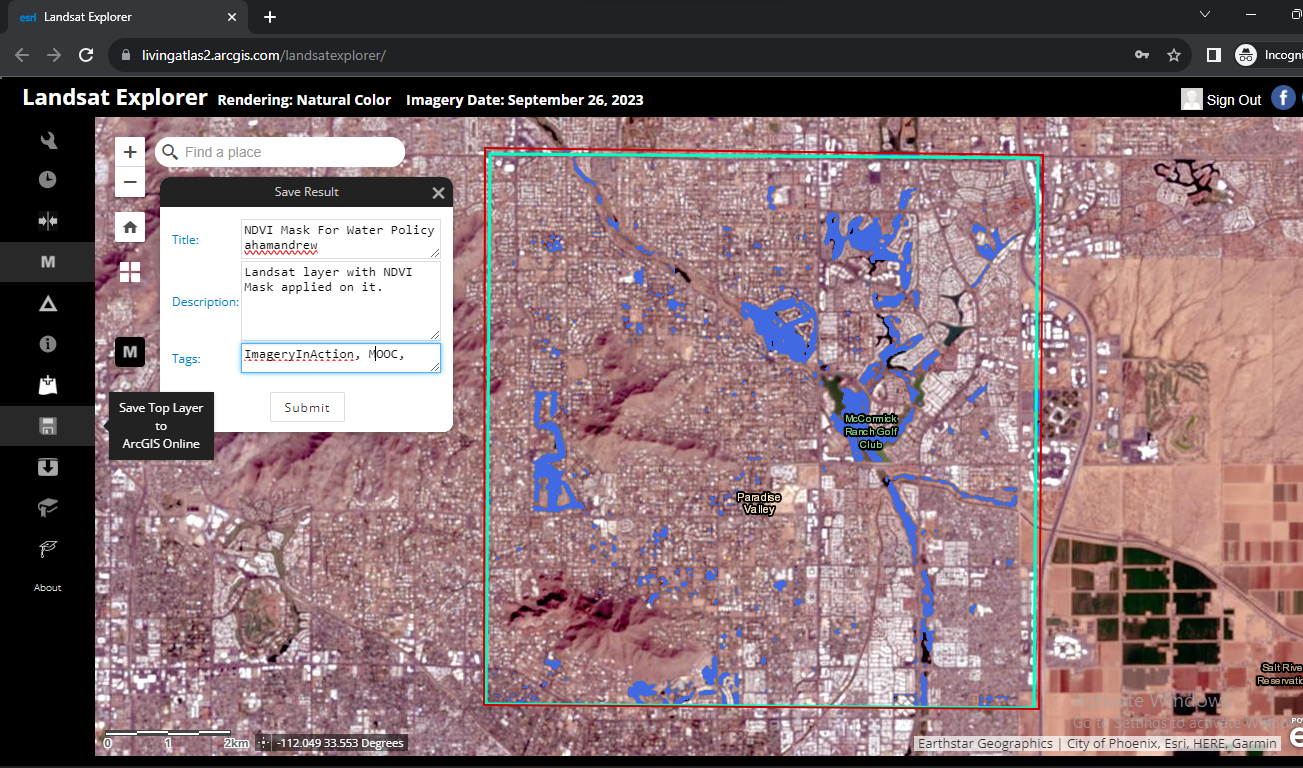 esri Landsat Explorer
livingatlas2.arcgis.com/landsatexplorer/
Incogni
Landsat Explorer Rendering: Natural Color Imagery Date: September 26, 2023
Sign Out
f
+
Find a place
−
Save Result
Title:
NDVI Mask For Water Policy
ahamandrew
Description:
Landsat layer with NDVI
Mask applied on it.
Tags:
ImageryInAction, MOOC,
Submit
M
M
Save Top Layer
to
ArcGIS Online
About
McCormick
Ranch Golf
Club
Paradise
Valley
Salt Rive
Reservatio
Activate Windows
Go to Settings to activate Windows
0 1 2km
-112.049 33.553 Degrees
Earthstar Geographics | City of Phoenix, Esri, HERE, Garmin
PO
e